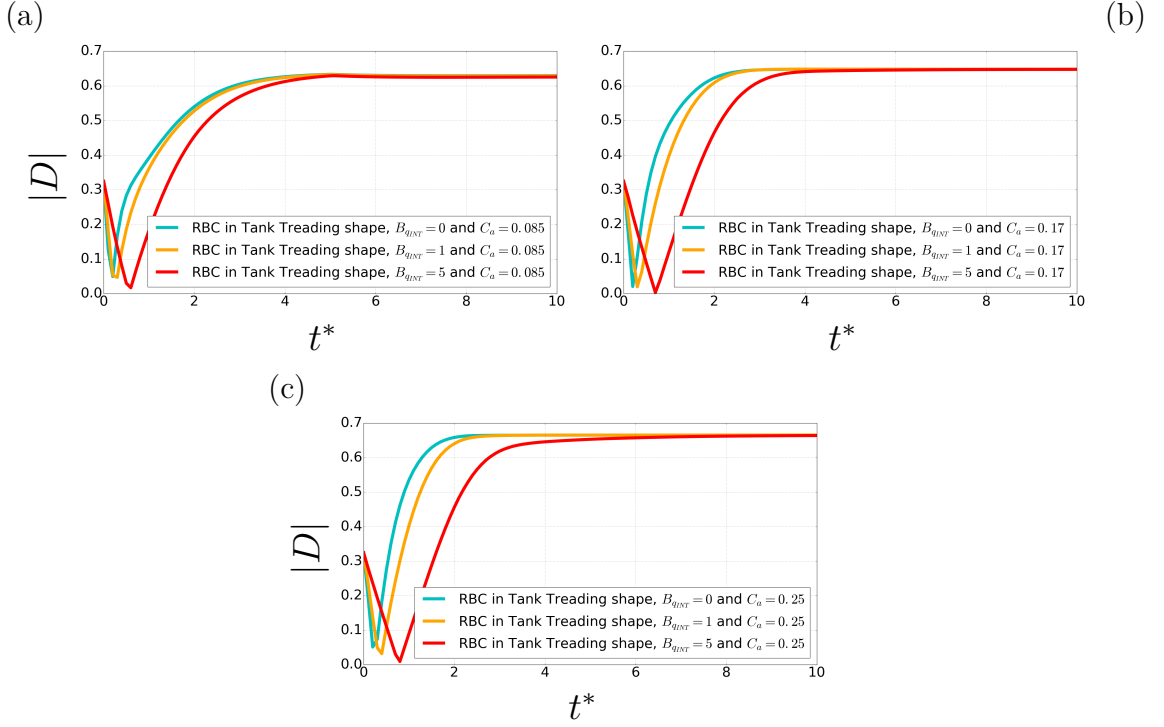 (a)
(b)
0.7
0.6
0.5
0.4
0.3
0.2
0.1
0.0
|D|
RBC in Tank Treading shape, B_{q_{INT}} = 0 and C_a = 0.085
RBC in Tank Treading shape, B_{q_{INT}} = 1 and C_a = 0.085
RBC in Tank Treading shape, B_{q_{INT}} = 5 and C_a = 0.085
0 2 4 6 8 10
t*
0.7
0.6
0.5
0.4
0.3
0.2
0.1
0.0
RBC in Tank Treading shape, B_{q_{INT}} = 0 and C_a = 0.17
RBC in Tank Treading shape, B_{q_{INT}} = 1 and C_a = 0.17
RBC in Tank Treading shape, B_{q_{INT}} = 5 and C_a = 0.17
0 2 4 6 8 10
t*
(c)
0.7
0.6
0.5
0.4
0.3
0.2
0.1
0.0
|D|
RBC in Tank Treading shape, B_{q_{INT}} = 0 and C_a = 0.25
RBC in Tank Treading shape, B_{q_{INT}} = 1 and C_a = 0.25
RBC in Tank Treading shape, B_{q_{INT}} = 5 and C_a = 0.25
0 2 4 6 8 10
t*